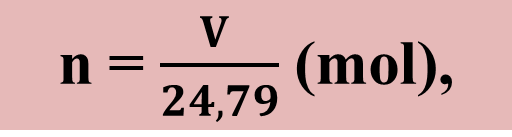 n = V / 24,79 (mol),